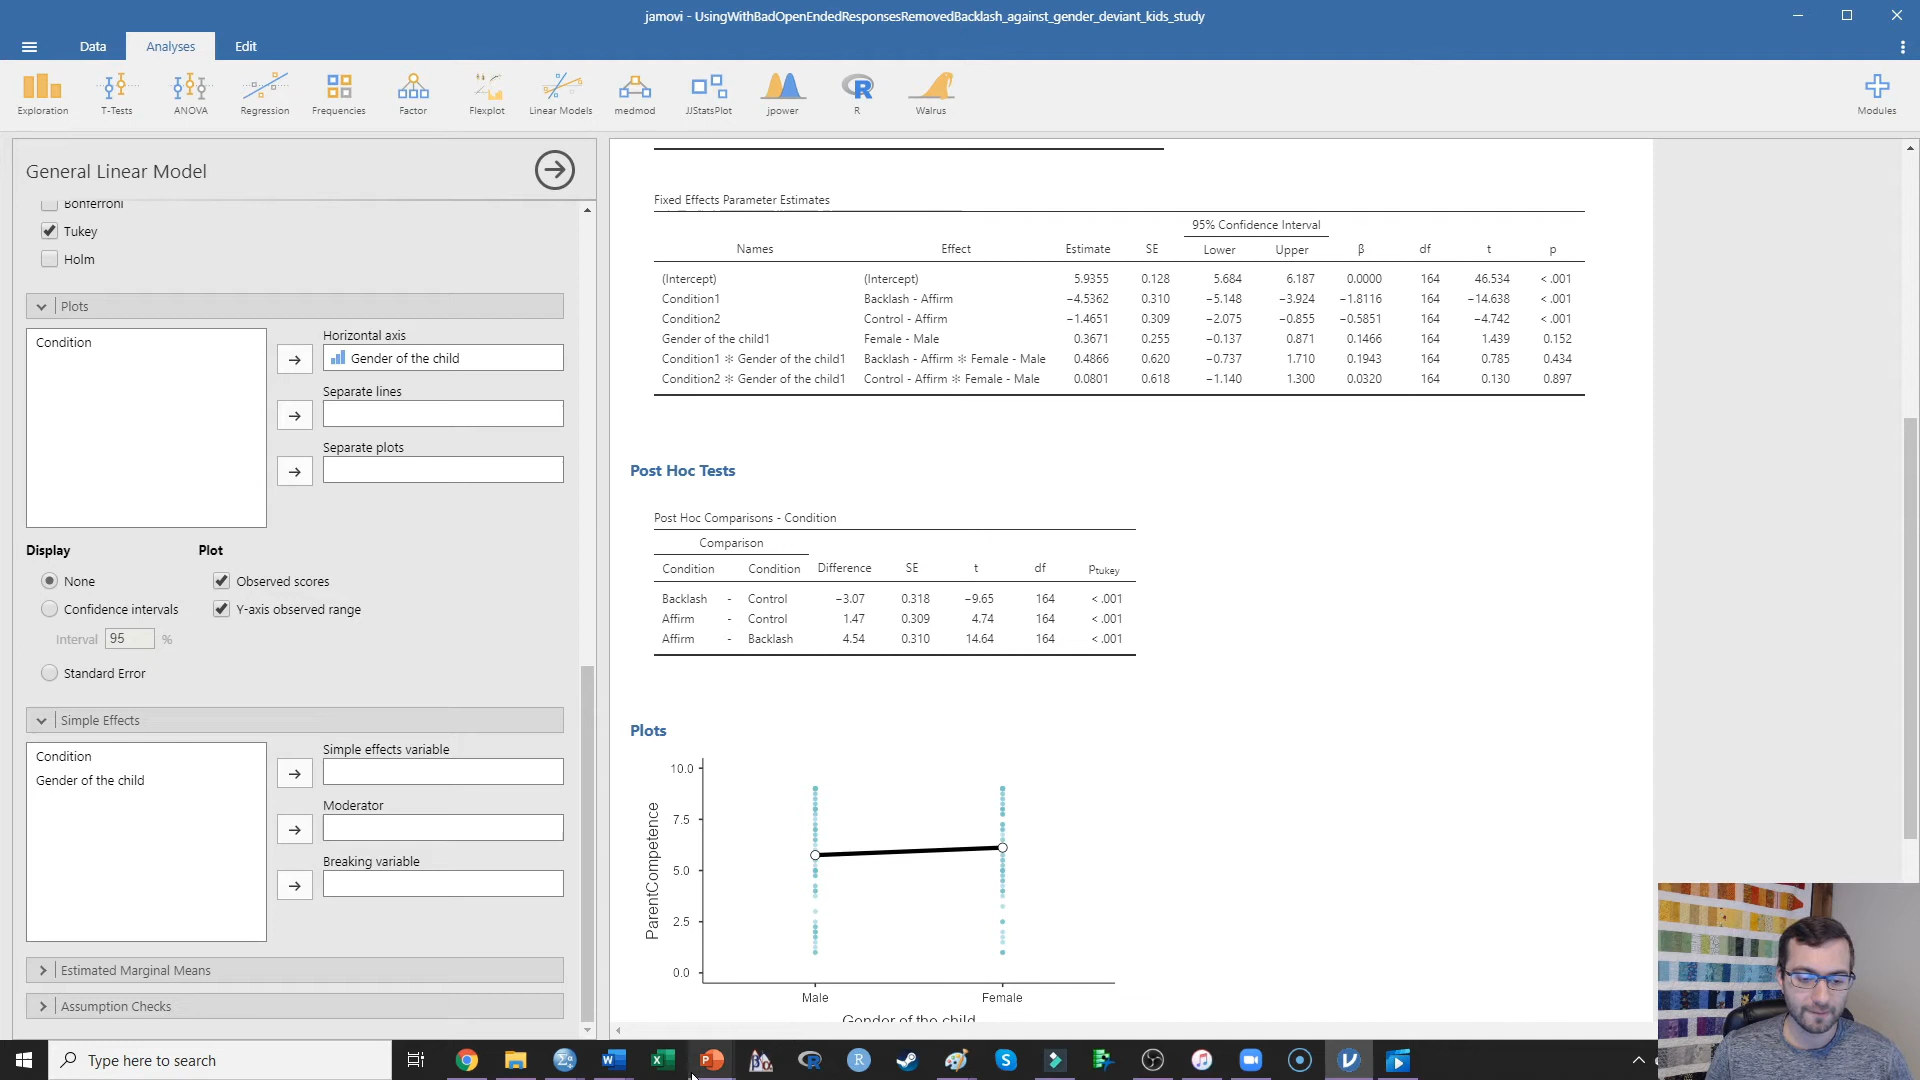 jamovi - UsingWithBadOpenEndedResponsesRemovedBacklash_against_gender_deviant_kids_study
Data Analyses Edit
Exploration T-Tests ANOVA Regression Frequencies Factor Flexplot Linear Models medmod JJStatsPlot jpower R Walrus Modules
General Linear Model
Bonferroni
Tukey
Holm
Plots
Condition
Horizontal axis
Gender of the child
Separate lines
Separate plots
Display Plot
None Observed scores
Confidence intervals Y-axis observed range
Interval 95 %
Standard Error
Simple Effects
Condition
Gender of the child
Simple effects variable
Moderator
Breaking variable
Estimated Marginal Means
Assumption Checks
Fixed Effects Parameter Estimates
95% Confidence Interval
Names Effect Estimate SE Lower Upper β df t p
(Intercept) (Intercept) 5.9355 0.128 5.684 6.187 0.0000 164 46.534 < .001
Condition1 Backlash - Affirm −4.5362 0.310 −5.148 −3.924 −1.8116 164 −14.638 < .001
Condition2 Control - Affirm −1.4651 0.309 −2.075 −0.855 −0.5851 164 −4.742 < .001
Gender of the child1 Female - Male 0.3671 0.255 −0.137 0.871 0.1466 164 1.439 0.152
Condition1 ✻ Gender of the child1 Backlash - Affirm ✻ Female - Male 0.4866 0.620 −0.737 1.710 0.1943 164 0.785 0.434
Condition2 ✻ Gender of the child1 Control - Affirm ✻ Female - Male 0.0801 0.618 −1.140 1.300 0.0320 164 0.130 0.897
Post Hoc Tests
Post Hoc Comparisons - Condition
Comparison
Condition Condition Difference SE t df ptukey
Backlash - Control −3.07 0.318 −9.65 164 < .001
Affirm - Control 1.47 0.309 4.74 164 < .001
Affirm - Backlash 4.54 0.310 14.64 164 < .001
Plots
10.0
7.5
5.0
2.5
0.0
ParentCompetence
Male Female
Gender of the child
Type here to search